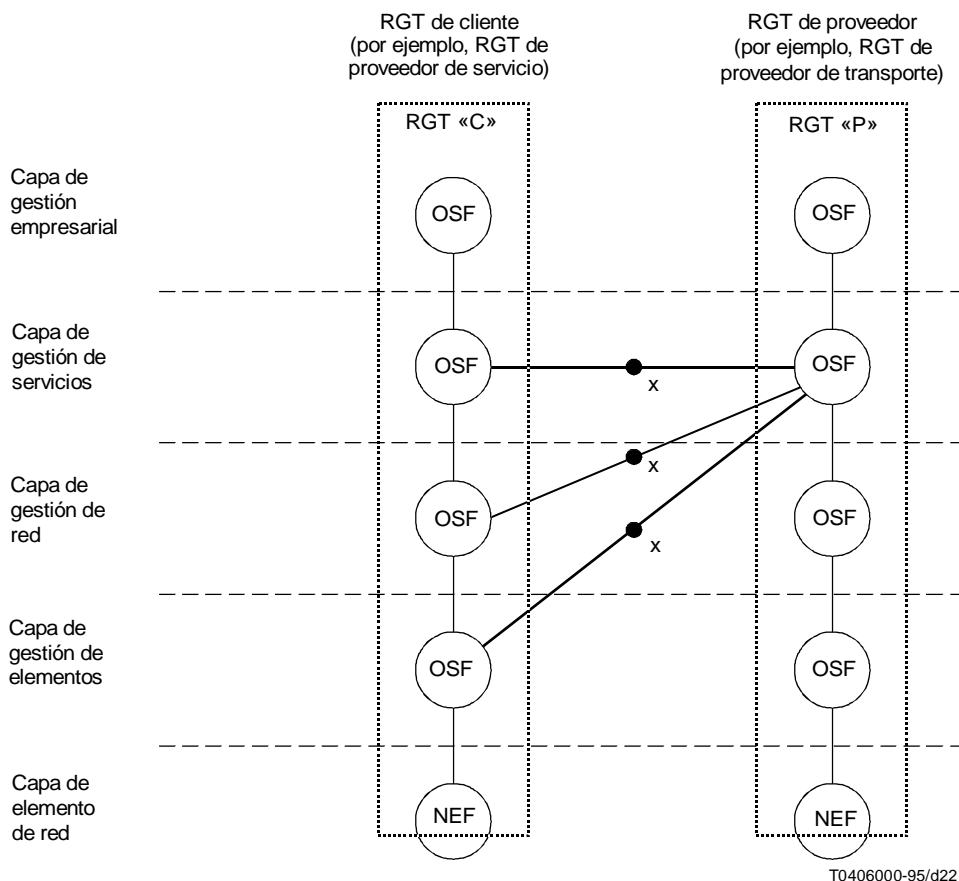 RGT de cliente
(por ejemplo, RGT de
proveedor de servicio)
RGT de proveedor
(por ejemplo, RGT de
proveedor de transporte)
RGT «C»
RGT «P»
Capa de
gestión
empresarial
OSF
OSF
Capa de
gestión de
servicios
OSF
OSF
x
Capa de
gestión de
red
x
OSF
OSF
x
Capa de
gestión de
elementos
OSF
OSF
Capa de
elemento
de red
NEF
NEF
T0406000-95/d22